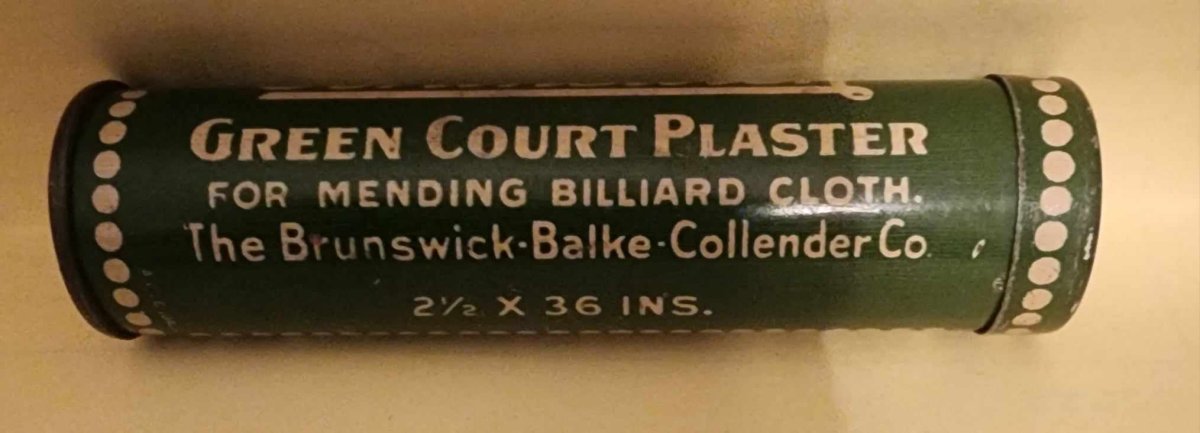 GREEN COURT PLASTER
FOR MENDING BILLIARD CLOTH.
The Brunswick-Balke-Collender Co.
2½ X 36 INS.